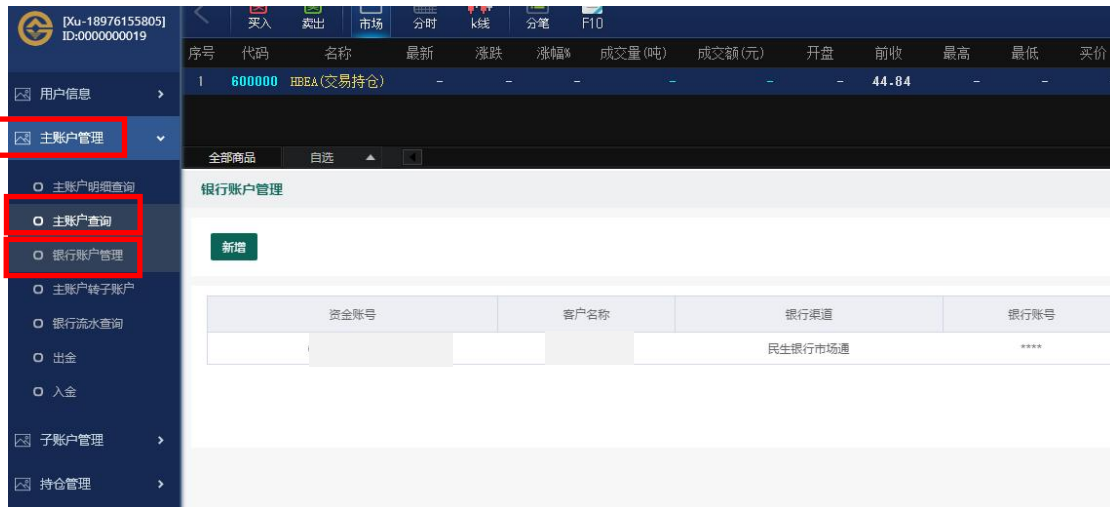 [Xu-18976155805]
ID:0000000019
买入 卖出 市场 分时 k线 分笔 F10
序号 代码 名称 最新 涨跌 涨幅% 成交量(吨) 成交额(元) 开盘 前收 最高 最低 买价
1 600000 HBEA(交易持仓) - - - - - - 44.84 - -
全部商品 自选
用户信息
主账户管理
主账户明细查询
主账户查询
银行账户管理
主账户转子账户
银行流水查询
出金
入金
子账户管理
持仓管理
银行账户管理
新增
资金账号 客户名称 银行渠道 银行账号
民生银行市场通 ****